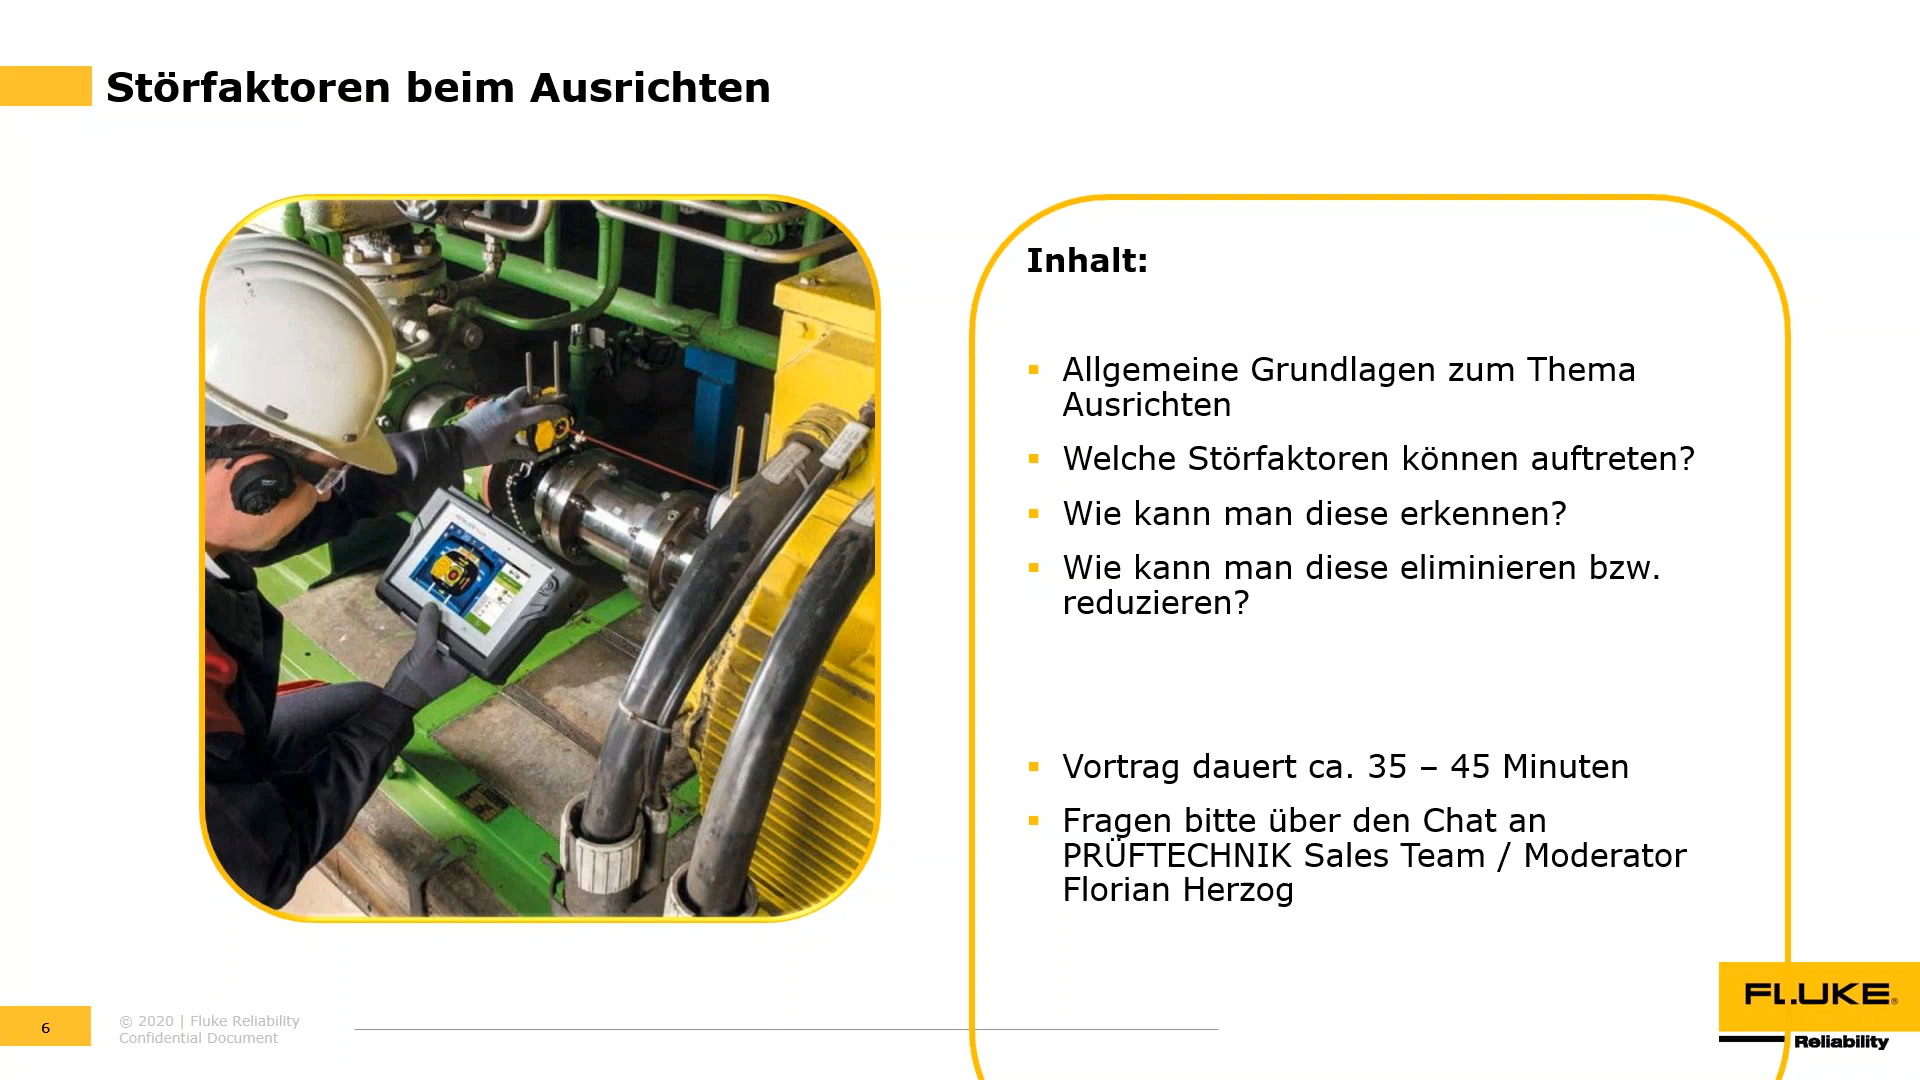 Störfaktoren beim Ausrichten
Inhalt:
▪ Allgemeine Grundlagen zum Thema
Ausrichten
▪ Welche Störfaktoren können auftreten?
▪ Wie kann man diese erkennen?
▪ Wie kann man diese eliminieren bzw.
reduzieren?
▪ Vortrag dauert ca. 35 – 45 Minuten
▪ Fragen bitte über den Chat an
PRÜFTECHNIK Sales Team / Moderator
Florian Herzog
6
© 2020 | Fluke Reliability
Confidential Document
FLUKE®
Reliability